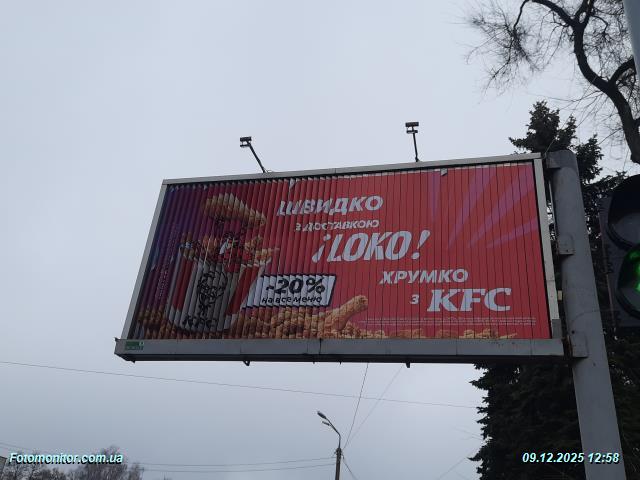 ШВИДКО
З ДОСТАВКОЮ
¡LOKO!
-20%
НА ВСЕ МЕНЮ
ХРУМКО
З KFC
KFC
Fotomonitor.com.ua
09.12.2025 12:58